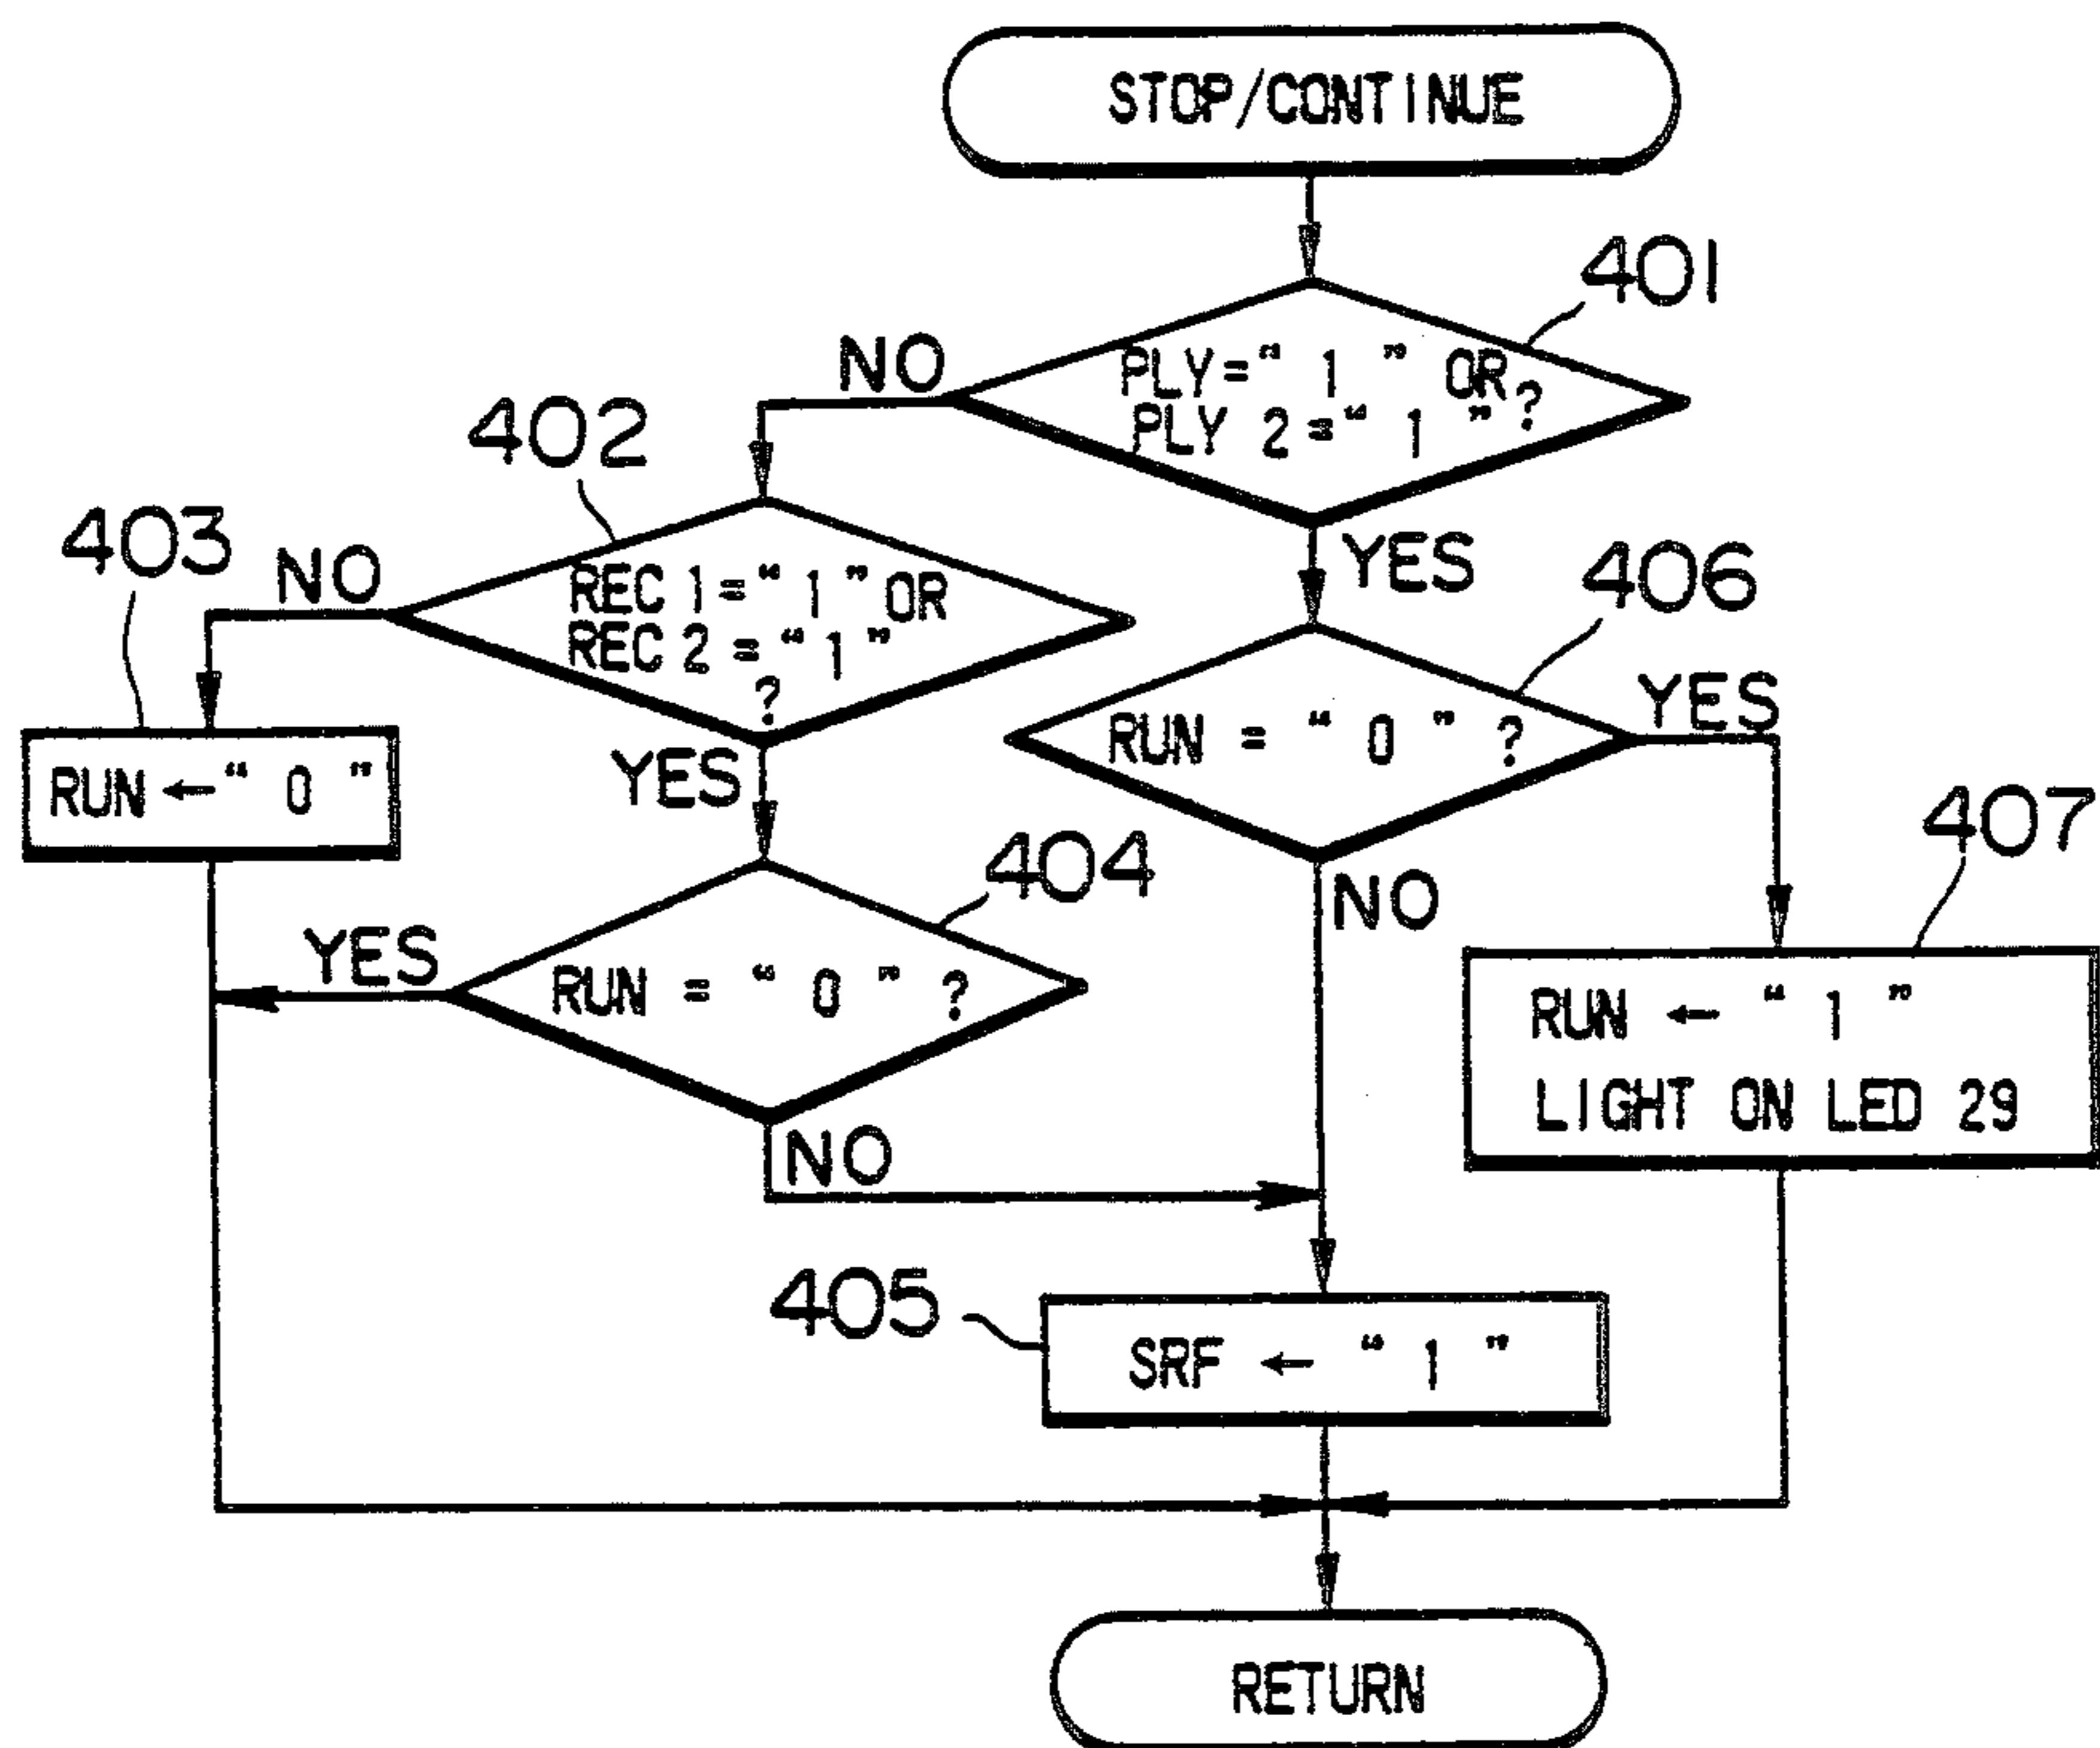 STOP/CONTINUE
401
NO
PLY=“ 1 ” OR
PLY 2=“ 1 ”?
402
YES
403
NO
REC 1=“ 1 ” OR
REC 2 =“ 1 ”
?
406
YES
RUN = “ 0 ” ?
RUN ←“ 0 ”
YES
407
404
NO
YES
RUN = “ 0 ” ?
RUN ← “ 1 ”
LIGHT ON LED 29
NO
405
SRF ← “ 1 ”
RETURN